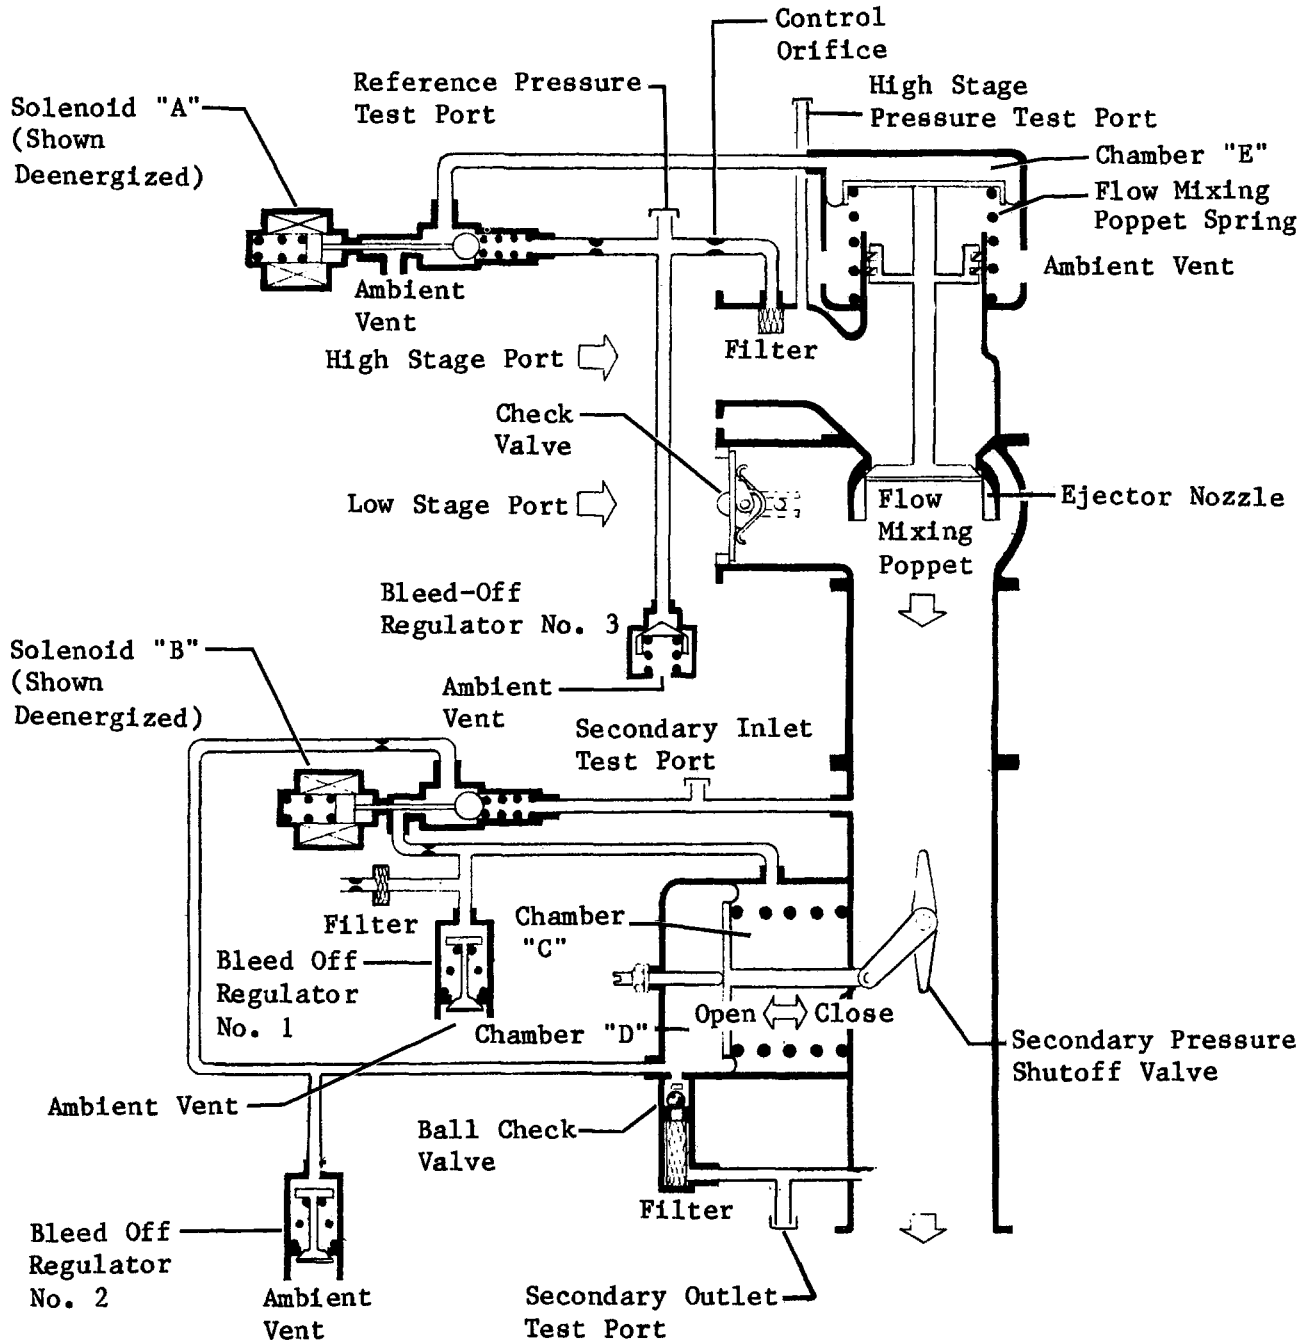 Control
Orifice
Reference Pressure
Test Port
High Stage
Pressure Test Port
Solenoid "A"
(Shown
Deenergized)
Chamber "E"
Flow Mixing
Poppet Spring
Ambient Vent
Ambient
Vent
Filter
High Stage Port
Check
Valve
Low Stage Port
Flow
Mixing
Poppet
Ejector Nozzle
Bleed-Off
Regulator No. 3
Solenoid "B"
(Shown
Deenergized)
Ambient
Vent
Secondary Inlet
Test Port
Filter
Chamber
"C"
Bleed Off
Regulator
No. 1
Chamber "D"
Open
Close
Secondary Pressure
Shutoff Valve
Ambient Vent
Ball Check
Valve
Filter
Bleed Off
Regulator
No. 2
Ambient
Vent
Secondary Outlet
Test Port